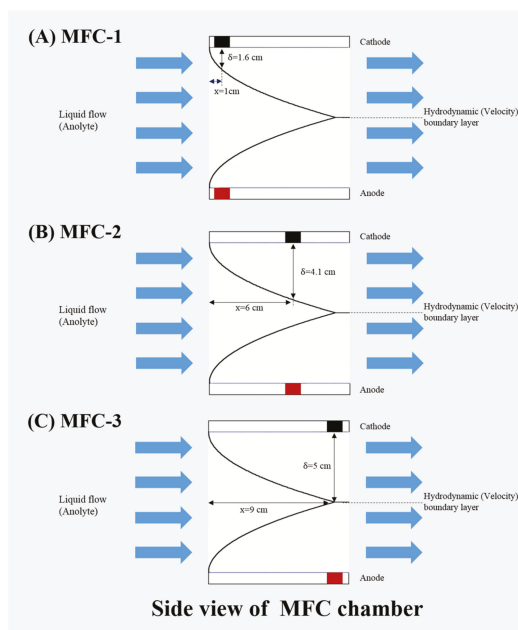 (A) MFC-1
Cathode
δ=1.6 cm
x=1cm
Liquid flow
(Anolyte)
Hydrodynamic (Velocity)
boundary layer
Anode
(B) MFC-2
Cathode
δ=4.1 cm
x=6 cm
Liquid flow
(Anolyte)
Hydrodynamic (Velocity)
boundary layer
Anode
(C) MFC-3
Cathode
δ=5 cm
x=9 cm
Liquid flow
(Anolyte)
Hydrodynamic (Velocity)
boundary layer
Anode
Side view of MFC chamber